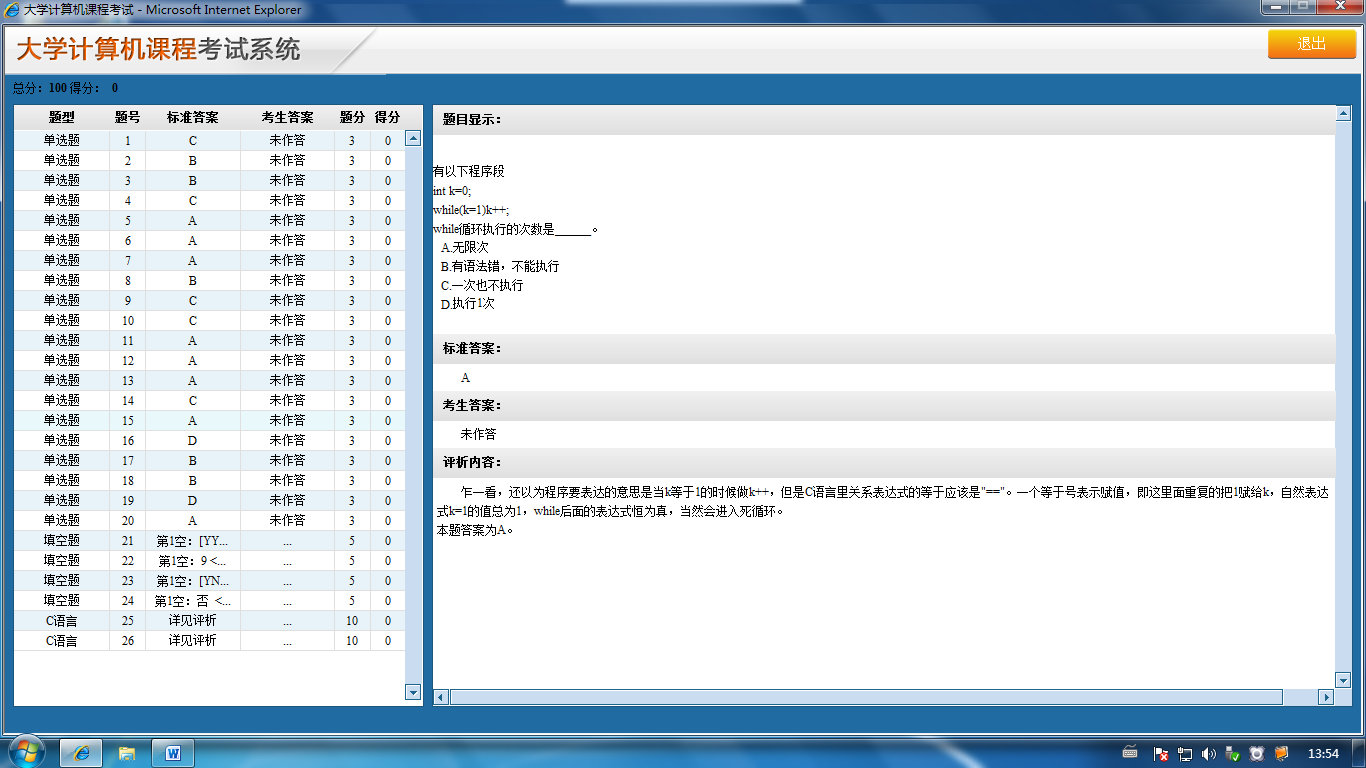 大学计算机课程考试 - Microsoft Internet Explorer
大学计算机课程考试系统
退出
总分：100 得分： 0
题型 题号 标准答案 考生答案 题分 得分
单选题 1 C 未作答 3 0
单选题 2 B 未作答 3 0
单选题 3 B 未作答 3 0
单选题 4 C 未作答 3 0
单选题 5 A 未作答 3 0
单选题 6 A 未作答 3 0
单选题 7 A 未作答 3 0
单选题 8 B 未作答 3 0
单选题 9 C 未作答 3 0
单选题 10 C 未作答 3 0
单选题 11 A 未作答 3 0
单选题 12 A 未作答 3 0
单选题 13 A 未作答 3 0
单选题 14 C 未作答 3 0
单选题 15 A 未作答 3 0
单选题 16 D 未作答 3 0
单选题 17 B 未作答 3 0
单选题 18 B 未作答 3 0
单选题 19 D 未作答 3 0
单选题 20 A 未作答 3 0
填空题 21 第1空：[YY... ... 5 0
填空题 22 第1空：9 <... ... 5 0
填空题 23 第1空：[YN... ... 5 0
填空题 24 第1空：否 <... ... 5 0
C语言 25 详见评析 ... 10 0
C语言 26 详见评析 ... 10 0
题目显示：
有以下程序段
int k=0;
while(k=1)k++;
while循环执行的次数是______。
A.无限次
B.有语法错，不能执行
C.一次也不执行
D.执行1次
标准答案：
A
考生答案：
未作答
评析内容：
乍一看，还以为程序要表达的意思是当k等于1的时候做k++，但是C语言里关系表达式的等于应该是"=="。一个等于号表示赋值，即这里面重复的把1赋给k，自然表达
式k=1的值总为1，while后面的表达式恒为真，当然会进入死循环。
本题答案为A。
13:54